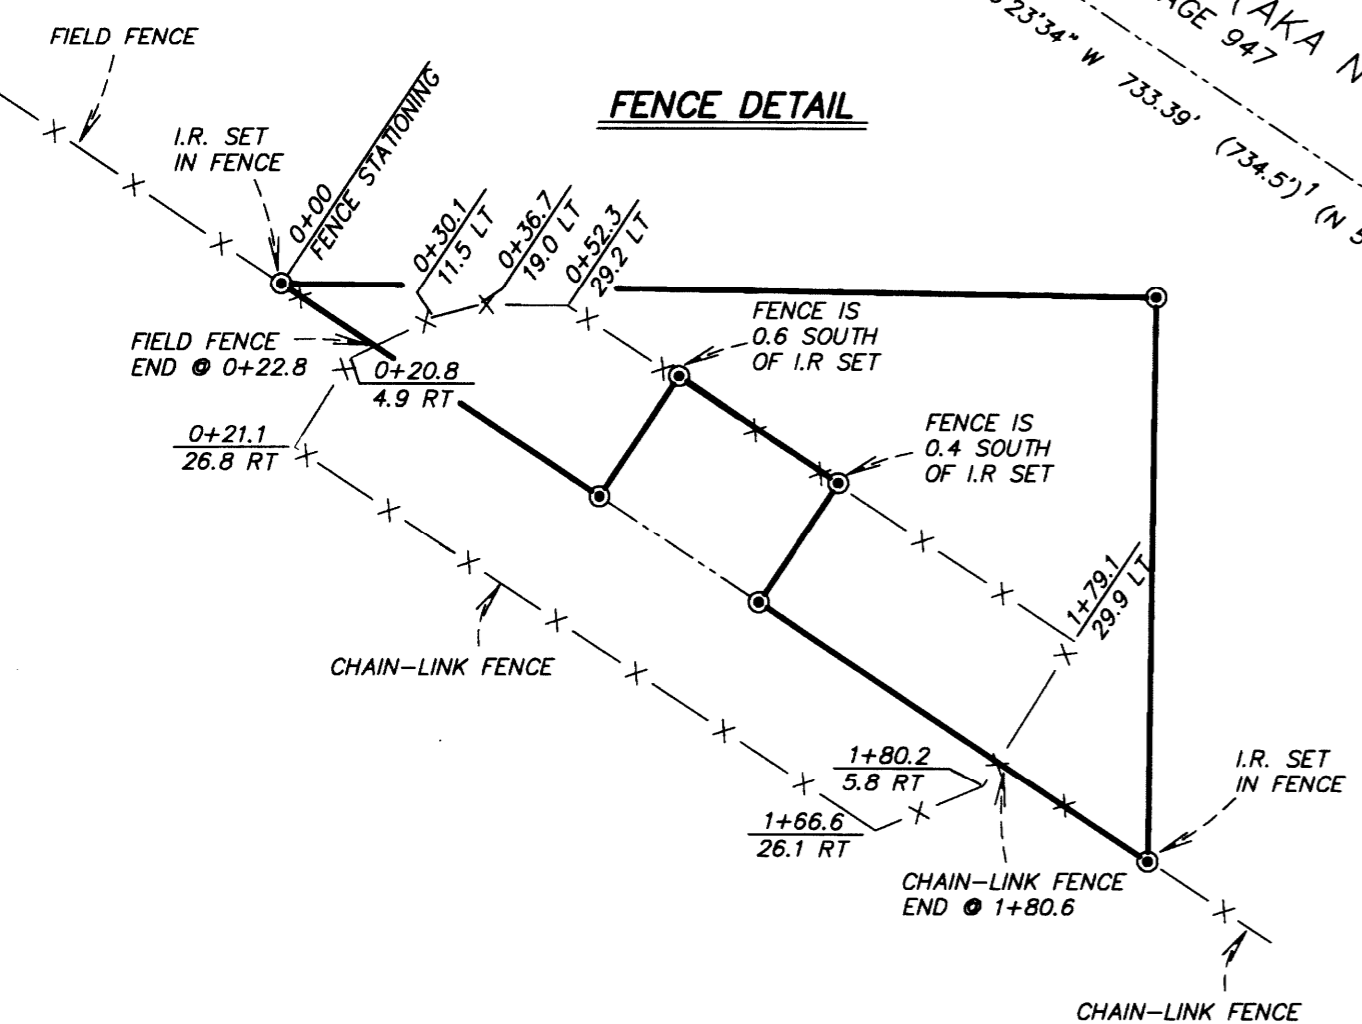 FIELD FENCE
(AKA N
AGE 947
23'34" W 733.39' (734.5')1 (N 5
FENCE DETAIL
I.R. SET
IN FENCE
0+00
FENCE STATIONING
0+30.1
11.5 LT
0+36.7
19.0 LT
0+52.3
29.2 LT
FENCE IS
0.6 SOUTH
OF I.R SET
FIELD FENCE
END @ 0+22.8
0+20.8
4.9 RT
0+21.1
26.8 RT
FENCE IS
0.4 SOUTH
OF I.R SET
1+79.1
29.9 LT
CHAIN-LINK FENCE
1+80.2
5.8 RT
1+66.6
26.1 RT
I.R. SET
IN FENCE
CHAIN-LINK FENCE
END @ 1+80.6
CHAIN-LINK FENCE